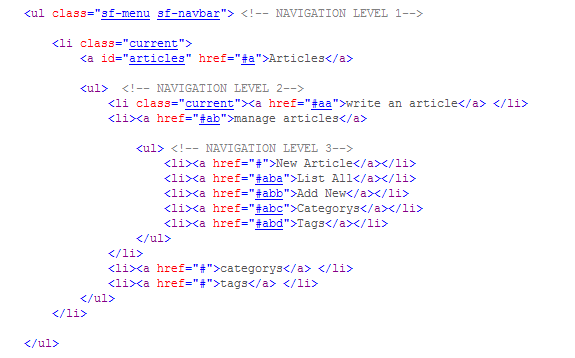 <ul class="sf-menu sf-navbar"> <!-- NAVIGATION LEVEL 1-->
<li class="current">
<a id="articles" href="#a">Articles</a>
<ul>  <!-- NAVIGATION LEVEL 2-->
<li class="current"><a href="#aa">write an article</a> </li>
<li><a href="#ab">manage articles</a>
<ul> <!-- NAVIGATION LEVEL 3-->
<li><a href="#">New Article</a></li>
<li><a href="#aba">List All</a></li>
<li><a href="#abb">Add New</a></li>
<li><a href="#abc">Categorys</a></li>
<li><a href="#abd">Tags</a></li>
</ul>
</li>
<li><a href="#">categorys</a> </li>
<li><a href="#">tags</a> </li>
</ul>
</li>
</ul>